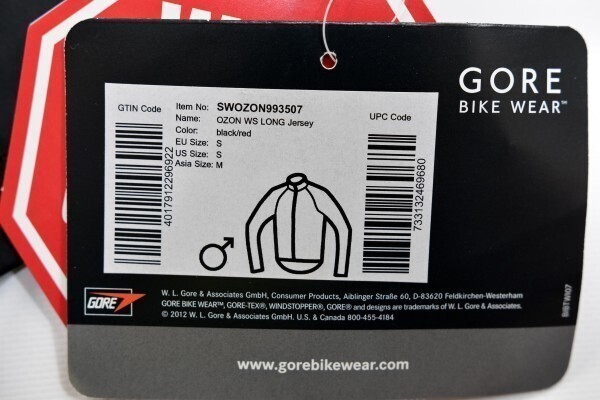 GORE
BIKE WEAR™
GTIN Code
4017912296922
Item No: SWOZON993507
Name: OZON WS LONG Jersey
Color: black/red
EU Size: S
US Size: S
Asia Size: M
UPC Code
733132469680
GORE
W. L. Gore & Associates GmbH, Consumer Products, Aiblinger Straße 60, D-83620 Feldkirchen-Westerham
GORE BIKE WEAR™, GORE-TEX®, WINDSTOPPER®, GORE® and designs are trademarks of W. L. Gore & Associates.
© 2012 W. L. Gore & Associates GmbH. U.S. & Canada 800-455-4184
www.gorebikewear.com